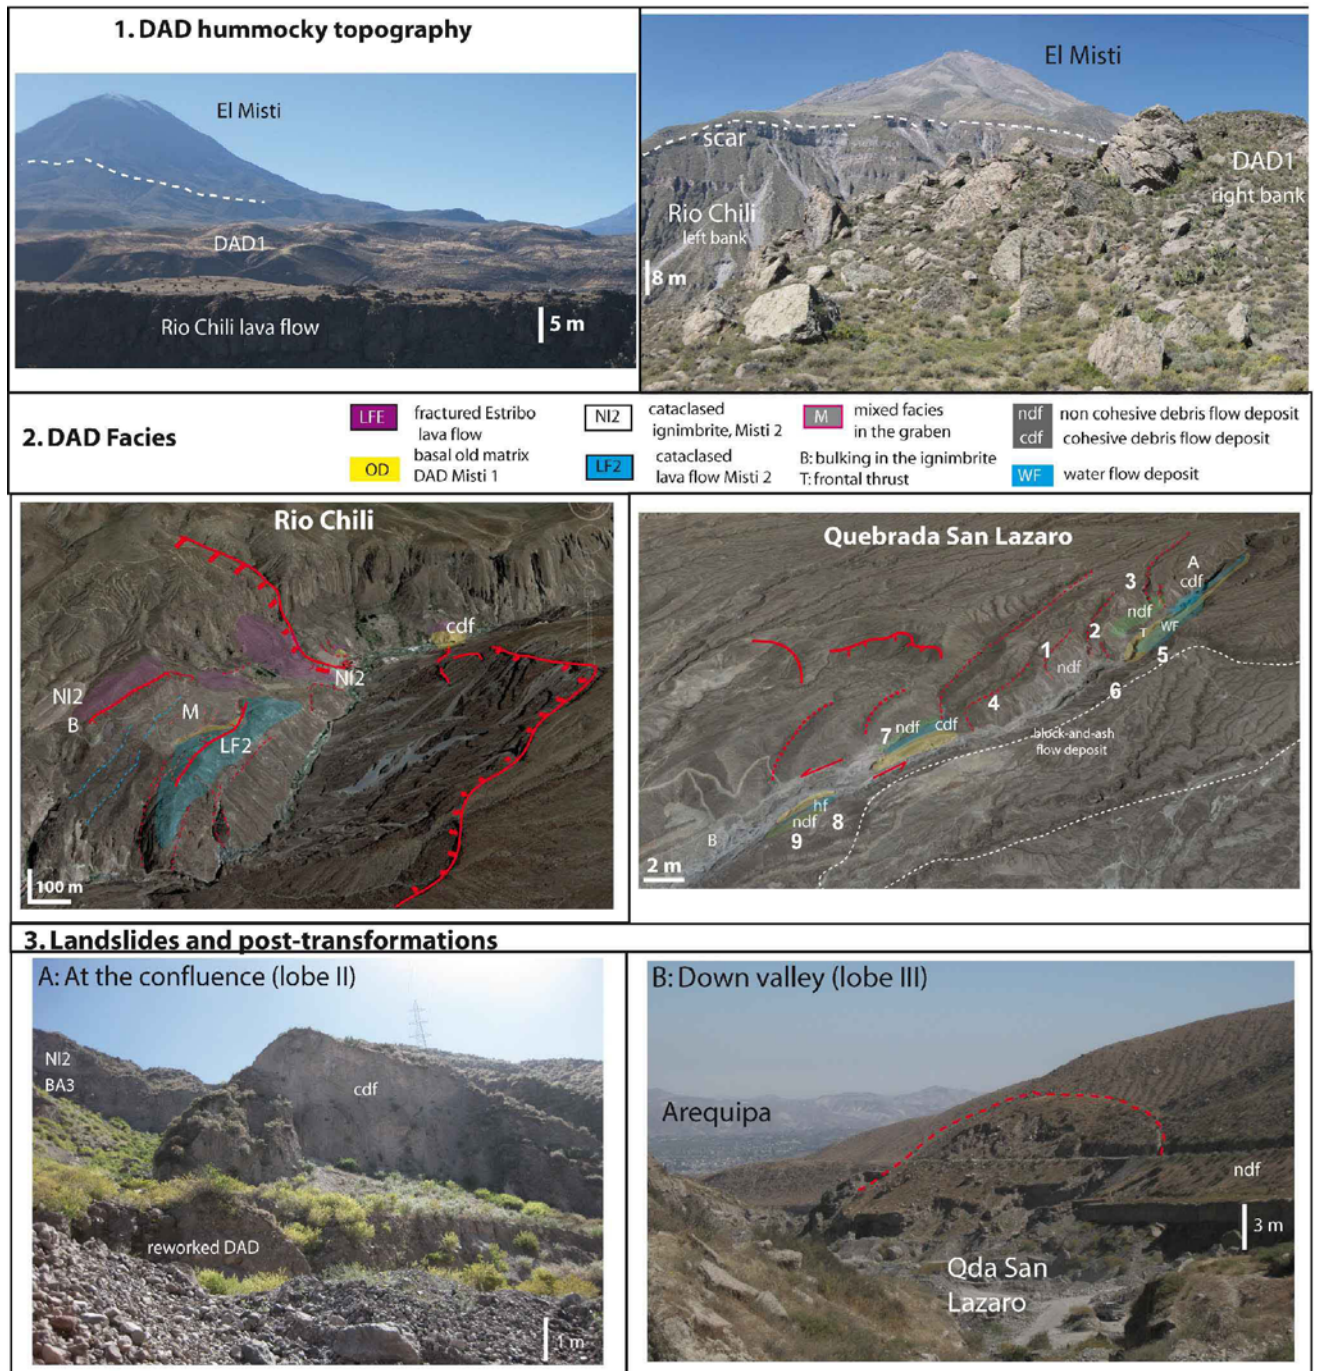 1. DAD hummocky topography
El Misti
DAD1
Rio Chili lava flow
5 m
El Misti
scar
DAD1
right bank
Rio Chili
left bank
8 m
2. DAD Facies
LFE
fractured Estribo
lava flow
OD
basal old matrix
DAD Misti 1
NI2
cataclased
ignimbrite, Misti 2
LF2
cataclased
lava flow Misti 2
M
mixed facies
in the graben
B: bulking in the ignimbrite
T: frontal thrust
ndf
non cohesive debris flow deposit
cdf
cohesive debris flow deposit
WF
water flow deposit
Rio Chili
cdf
NI2
NI2
B
M
LF2
100 m
Quebrada San Lazaro
A
cdf
3
ndf
T
WF
2
1
5
ndf
6
4
block-and-ash
flow deposit
ndf
cdf
7
hf
ndf
8
9
B
2 m
3. Landslides and post-transformations
A: At the confluence (lobe II)
NI2
BA3
cdf
reworked DAD
1 m
B: Down valley (lobe III)
Arequipa
ndf
3 m
Qda San
Lazaro